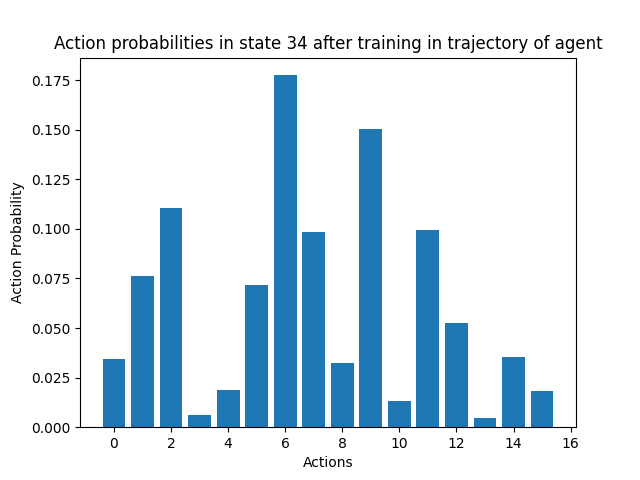 Action probabilities in state 34 after training in trajectory of agent
0.175
0.150
0.125
0.100
0.075
0.050
0.025
0.000
Action Probability
0 2 4 6 8 10 12 14 16
Actions